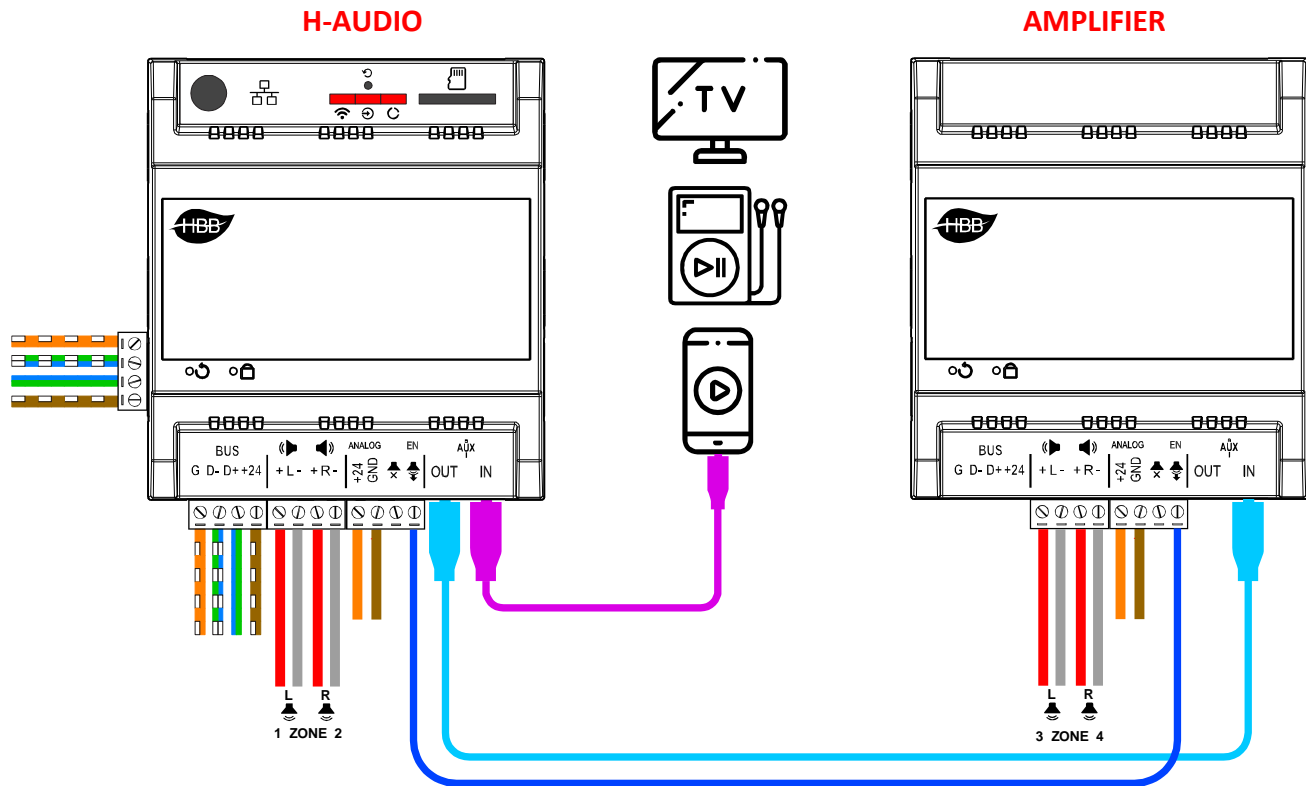 H-AUDIO
AMPLIFIER
TV
HBB
HBB
BUS
G D- D+ +24
+ L - + R -
ANALOG
+24
GND
EN
AUX
OUT IN
BUS
G D- D+ +24
+ L - + R -
ANALOG
+24
GND
EN
AUX
OUT IN
L R
1 ZONE 2
L R
3 ZONE 4